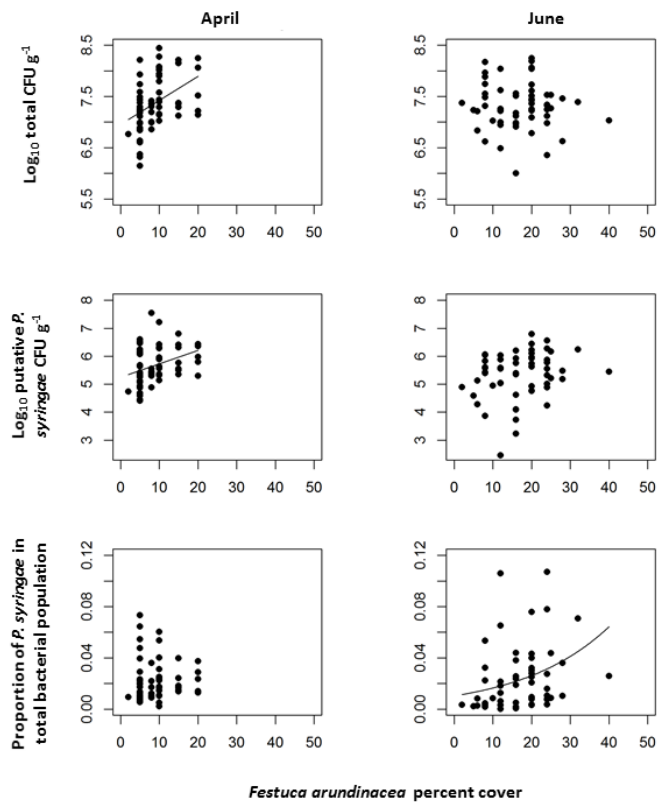 April
June
Log₁₀ total CFU g⁻¹
8.5
7.5
6.5
5.5
0 10 20 30 40 50
8.5
7.5
6.5
5.5
0 10 20 30 40 50
Log₁₀ putative P.
syringae CFU g⁻¹
8
7
6
5
4
3
0 10 20 30 40 50
8
7
6
5
4
3
0 10 20 30 40 50
Proportion of P. syringae in
total bacterial population
0.12
0.08
0.04
0.00
0 10 20 30 40 50
0.12
0.08
0.04
0.00
0 10 20 30 40 50
Festuca arundinacea percent cover